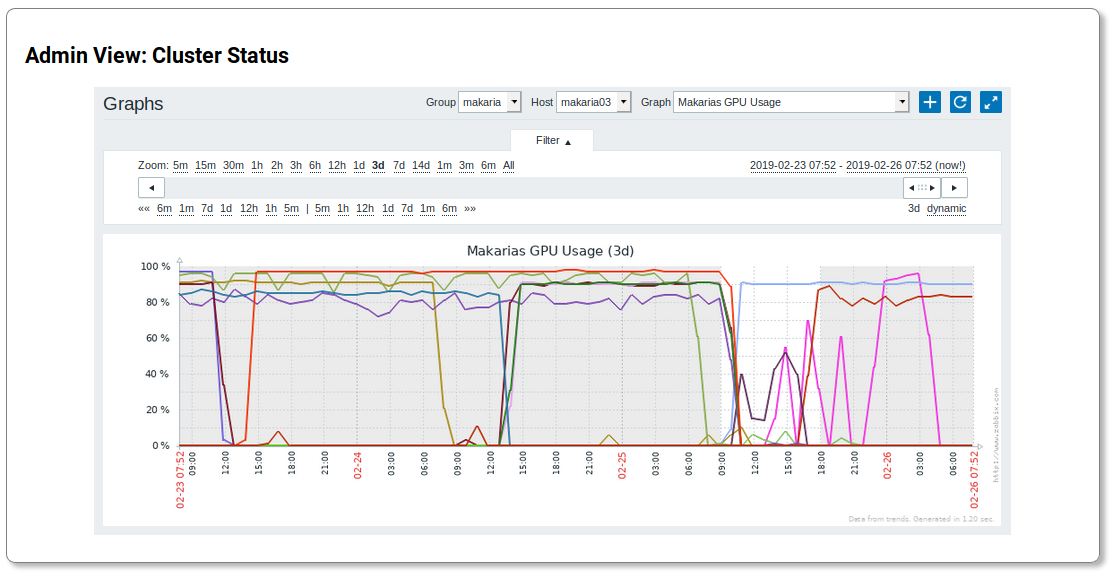 Admin View: Cluster Status
Graphs Group makaria Host makaria03 Graph Makarias GPU Usage
Filter ▲
Zoom: 5m 15m 30m 1h 2h 3h 6h 12h 1d 3d 7d 14d 1m 3m 6m All 2019-02-23 07:52 - 2019-02-26 07:52 (now!)
«« 6m 1m 7d 1d 12h 1h 5m | 5m 1h 12h 1d 7d 1m 6m »» 3d dynamic
Makarias GPU Usage (3d)
100 %
80 %
60 %
40 %
20 %
0 %
02-23 07:52 09:00 12:00 15:00 18:00 21:00 02-24 03:00 06:00 09:00 12:00 15:00 18:00 21:00 02-25 03:00 06:00 09:00 12:00 15:00 18:00 21:00 02-26 03:00 06:00 02-26 07:52
http://www.zabbix.com
Data from trends. Generated in 1.20 sec.